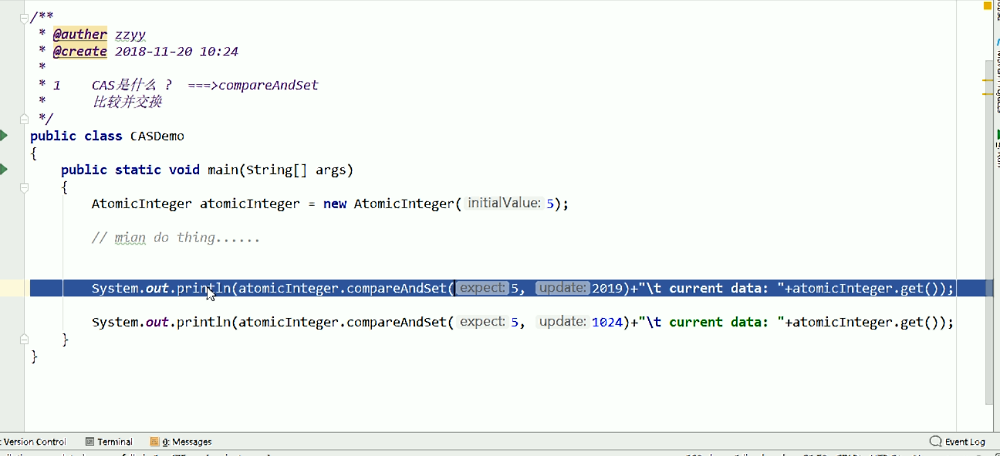 /**
* @auther zzyy
* @create 2018-11-20 10:24
*
* 1 CAS是什么 ? ===>compareAndSet
* 比较并交换
*/
public class CASDemo
{
public static void main(String[] args)
{
AtomicInteger atomicInteger = new AtomicInteger( initialValue: 5);
// mian do thing......
System.out.println(atomicInteger.compareAndSet( expect: 5, update: 2019)+"\t current data: "+atomicInteger.get());
System.out.println(atomicInteger.compareAndSet( expect: 5, update: 1024)+"\t current data: "+atomicInteger.get());
}
}
Version Control Terminal 0: Messages Event Log